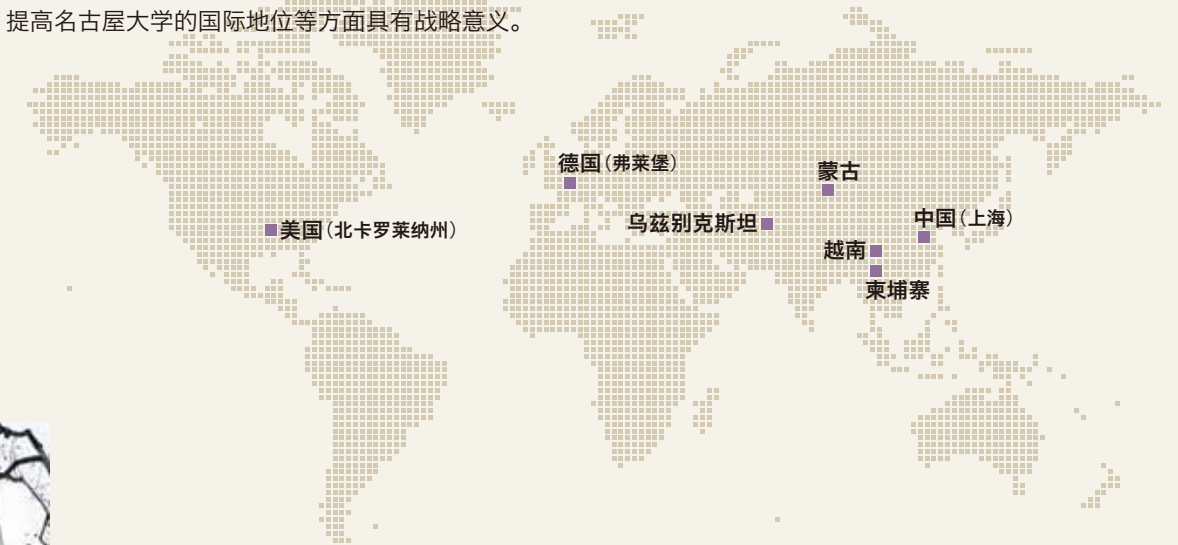 提高名古屋大学的国际地位等方面具有战略意义。
德国（弗莱堡）
蒙古
美国（北卡罗莱纳州）
乌兹别克斯坦
中国（上海）
越南
柬埔寨